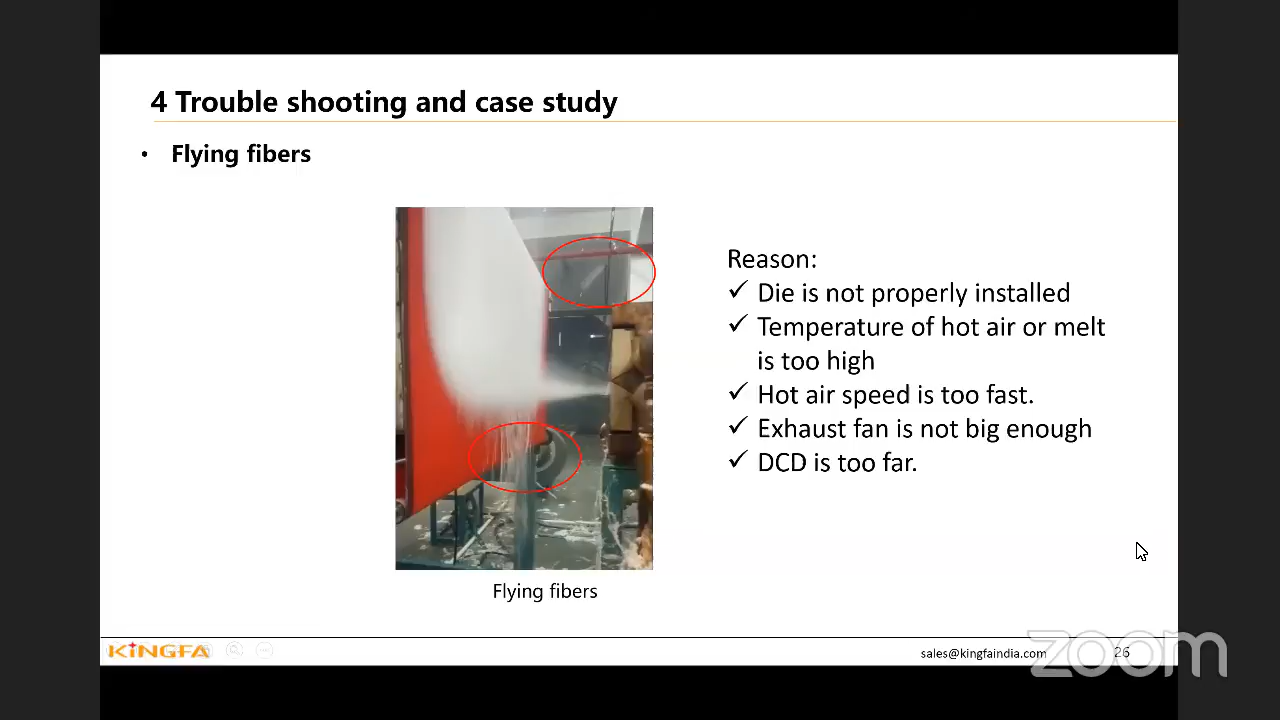 4 Trouble shooting and case study
• Flying fibers
Reason:
✓ Die is not properly installed
✓ Temperature of hot air or melt
is too high
✓ Hot air speed is too fast.
✓ Exhaust fan is not big enough
✓ DCD is too far.
Flying fibers
KINGFA
sales@kingfaindia.com
26
zoom